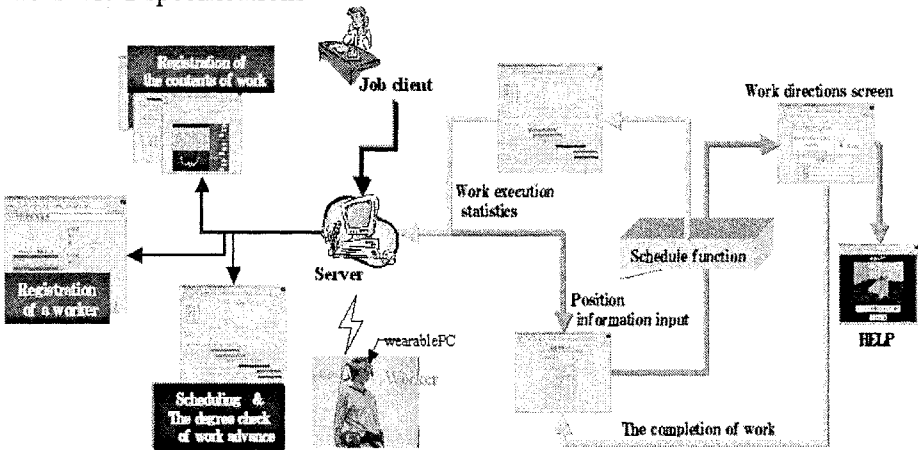 Registration of
the contents of work
Job client
Work directions screen
Work execution
statistics
Server
Schedule function
Registration
of a worker
Position
information input
HELP
wearablePC
Worker
Scheduling &
The degree check
of work advance
The completion of work